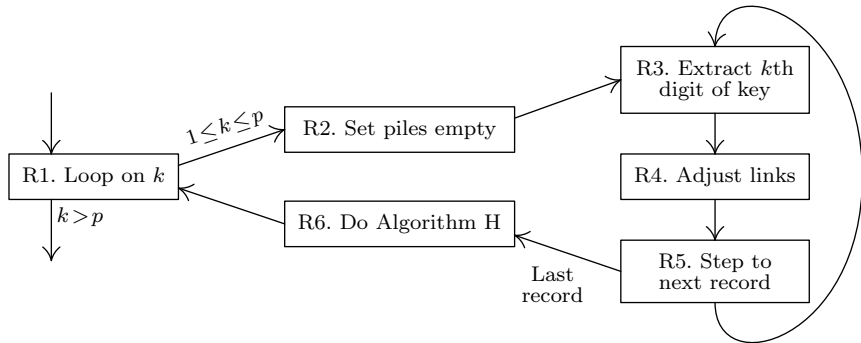 R1. Loop on k
k > p
1 ≤ k ≤ p
R2. Set piles empty
R3. Extract kth
digit of key
R4. Adjust links
R5. Step to
next record
Last
record
R6. Do Algorithm H